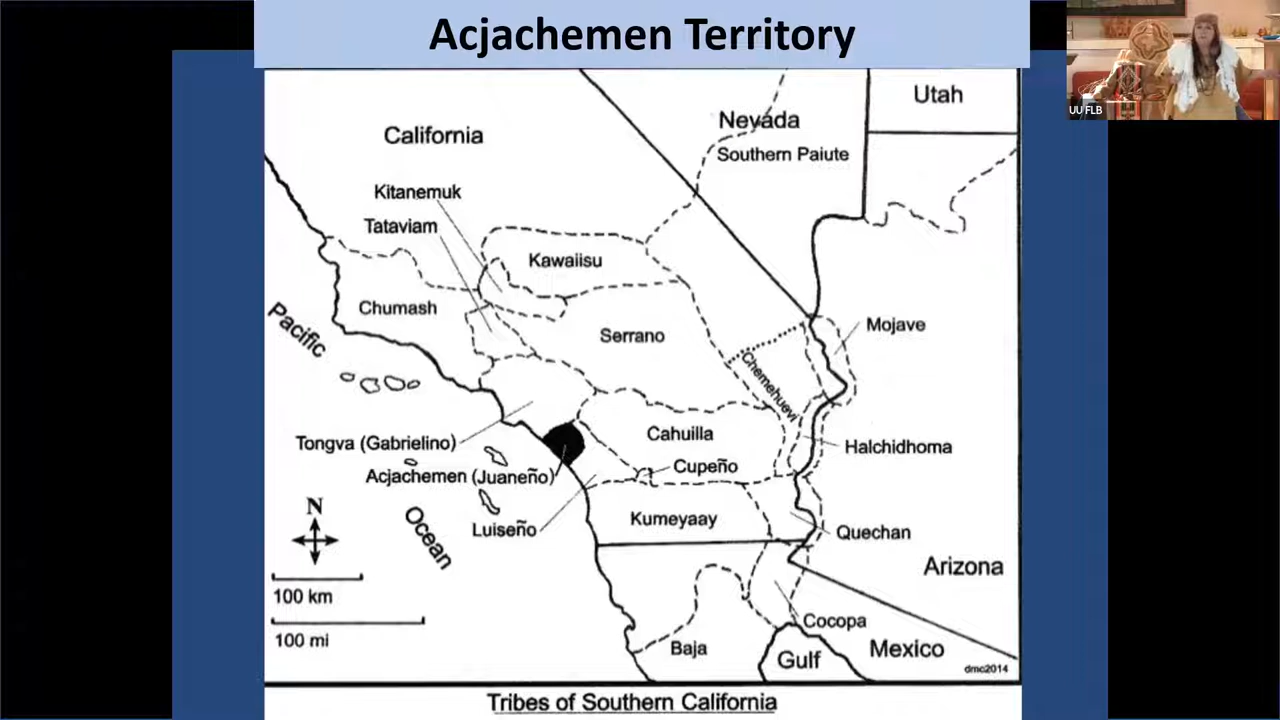 Acjachemen Territory
UU FLB
Utah
California
Nevada
Southern Paiute
Kitanemuk
Tataviam
Kawaiisu
Chumash
Pacific
Serrano
Mojave
Chemehuevi
Tongva (Gabrielino)
Cahuilla
Halchidhoma
Acjachemen (Juaneño)
Cupeño
N
Ocean
Luiseño
Kumeyaay
Quechan
Arizona
100 km
100 mi
Cocopa
Baja
Gulf
Mexico
dmc2014
Tribes of Southern California